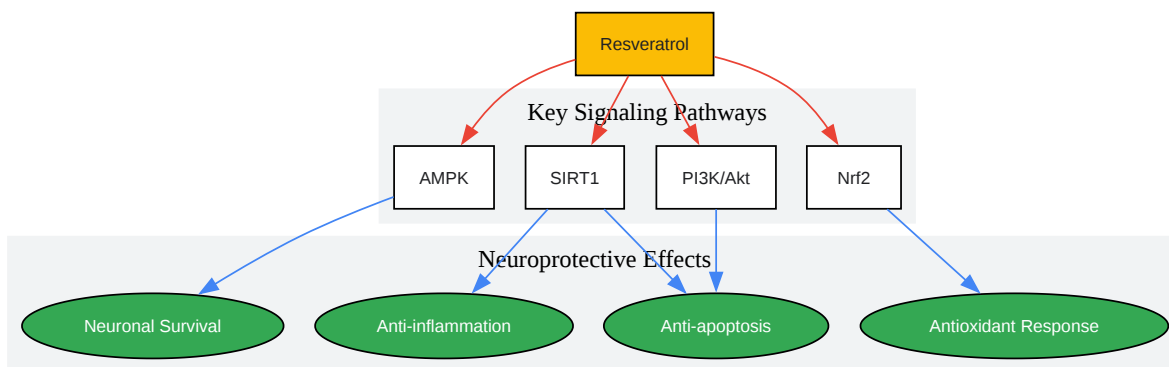 Resveratrol
Key Signaling Pathways
AMPK
SIRT1
PI3K/Akt
Nrf2
Neuroprotective Effects
Neuronal Survival
Anti-inflammation
Anti-apoptosis
Antioxidant Response